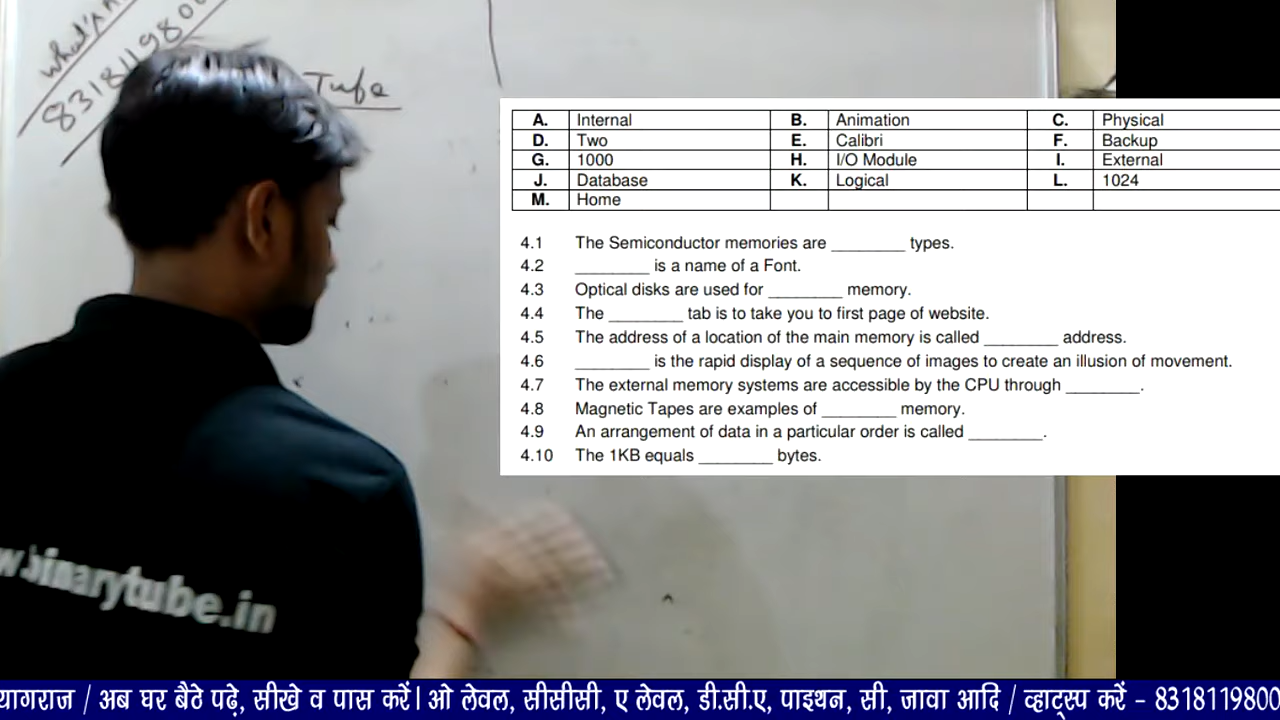 what's A
8318119800
Tube
A. Internal B. Animation C. Physical
D. Two E. Calibri F. Backup
G. 1000 H. I/O Module I. External
J. Database K. Logical L. 1024
M. Home
4.1 The Semiconductor memories are ________ types.
4.2 ________ is a name of a Font.
4.3 Optical disks are used for ________ memory.
4.4 The ________ tab is to take you to first page of website.
4.5 The address of a location of the main memory is called ________ address.
4.6 ________ is the rapid display of a sequence of images to create an illusion of movement.
4.7 The external memory systems are accessible by the CPU through ________.
4.8 Magnetic Tapes are examples of ________ memory.
4.9 An arrangement of data in a particular order is called ________.
4.10 The 1KB equals ________ bytes.
w.binarytube.in
यागराज / अब घर बैठे पढ़े, सीखे व पास करें। ओ लेवल, सीसीसी, ए लेवल, डी.सी.ए, पाइथन, सी, जावा आदि / व्हाट्स्प करें - 8318119800